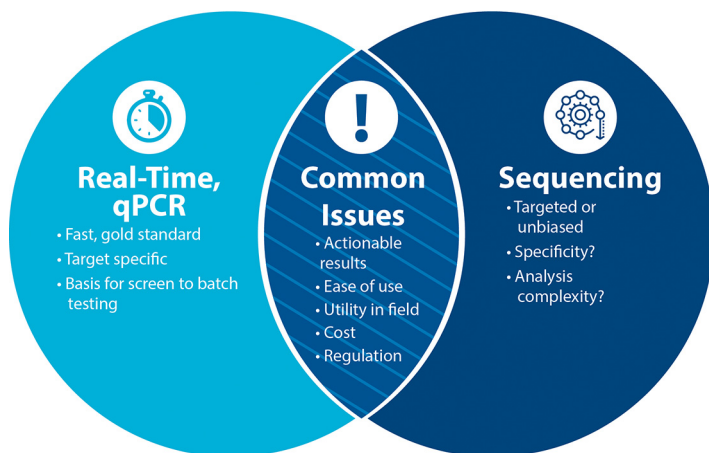 Real-Time,
qPCR
• Fast, gold standard
• Target specific
• Basis for screen to batch
testing
!
Common
Issues
• Actionable
results
• Ease of use
• Utility in field
• Cost
• Regulation
Sequencing
• Targeted or
unbiased
• Specificity?
• Analysis
complexity?